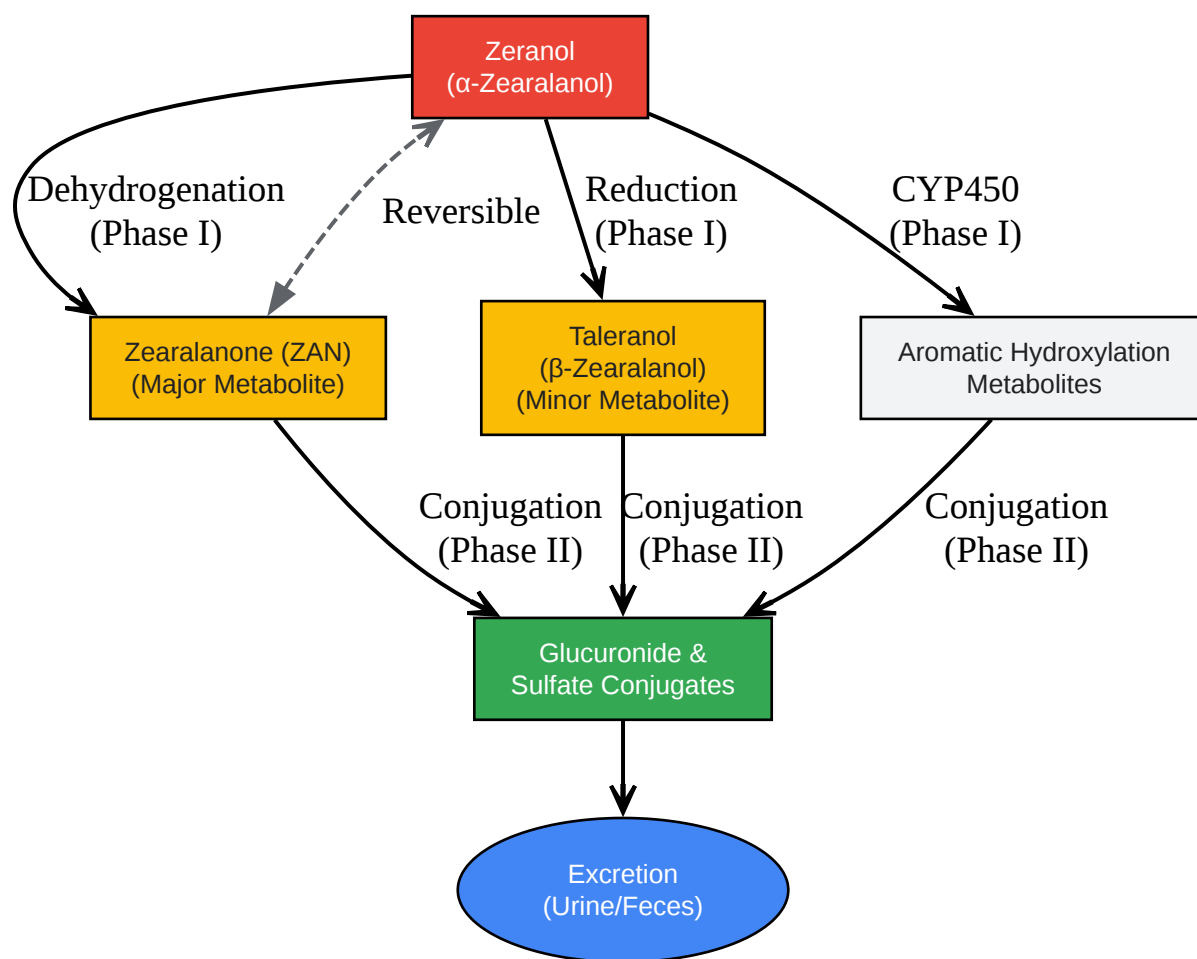 Zeranol
(α-Zearalanol)
Dehydrogenation
(Phase I)
Reversible
Reduction
(Phase I)
CYP450
(Phase I)
Zearalanone (ZAN)
(Major Metabolite)
Taleranol
(β-Zearalanol)
(Minor Metabolite)
Aromatic Hydroxylation
Metabolites
Conjugation
(Phase II)
Conjugation
(Phase II)
Conjugation
(Phase II)
Glucuronide &
Sulfate Conjugates
Excretion
(Urine/Feces)